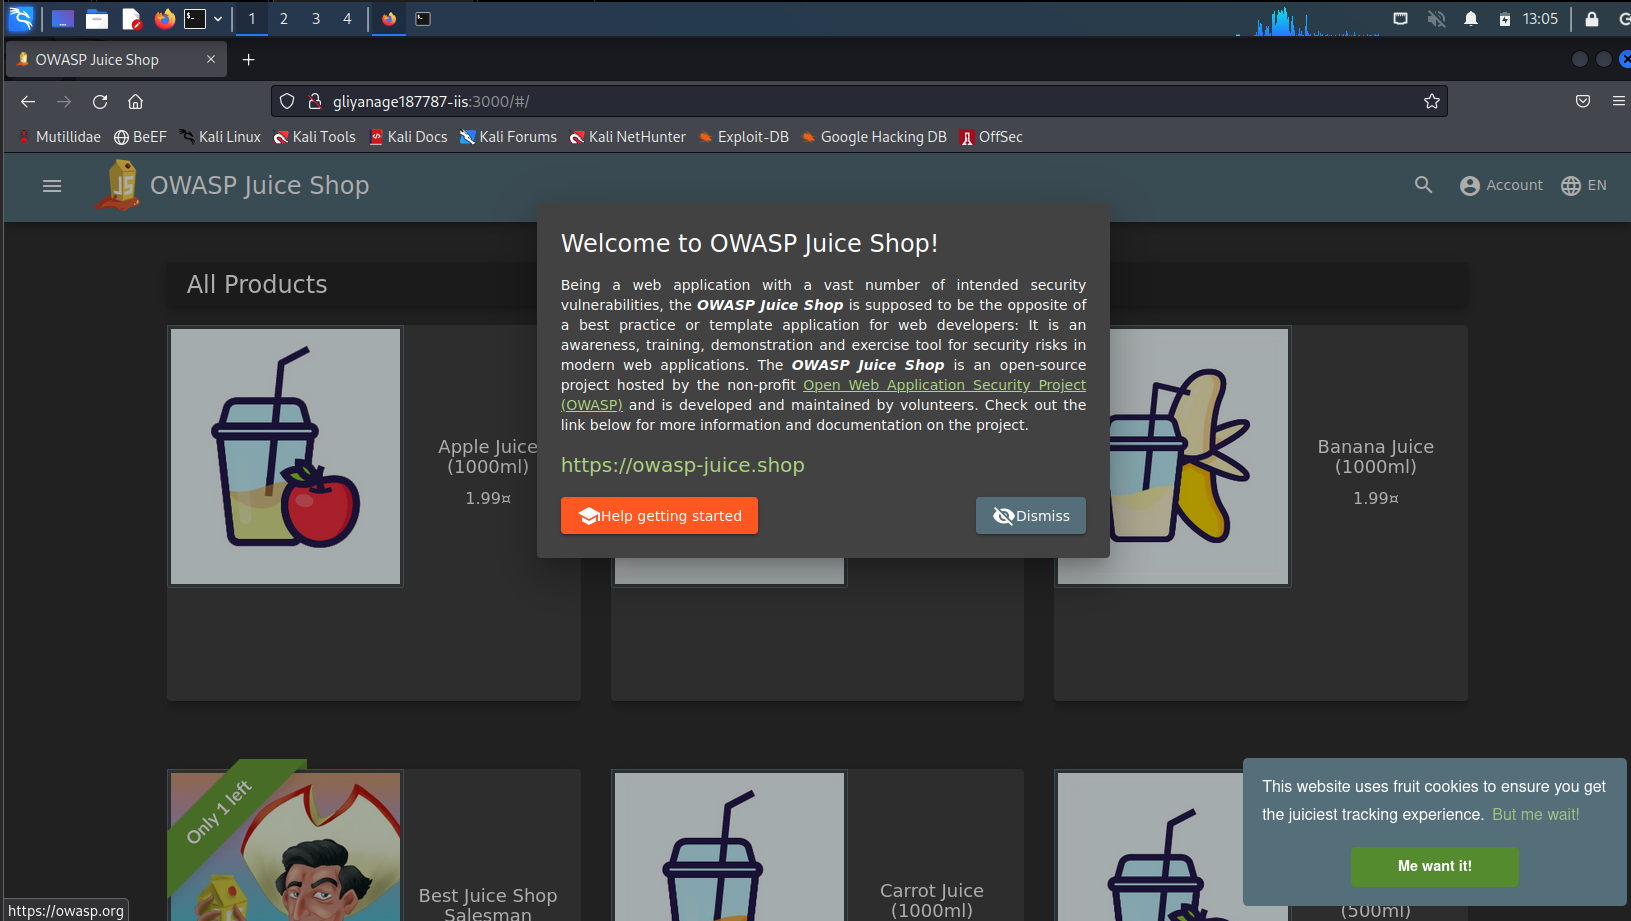 1 2 3 4 13:05
OWASP Juice Shop
gliyanage187787-iis:3000/#/
Mutillidae BeEF Kali Linux Kali Tools Kali Docs Kali Forums Kali NetHunter Exploit-DB Google Hacking DB OffSec
OWASP Juice Shop Account EN
All Products
Welcome to OWASP Juice Shop!
Being a web application with a vast number of intended security
vulnerabilities, the OWASP Juice Shop is supposed to be the opposite of
a best practice or template application for web developers: It is an
awareness, training, demonstration and exercise tool for security risks in
modern web applications. The OWASP Juice Shop is an open-source
project hosted by the non-profit Open Web Application Security Project
(OWASP) and is developed and maintained by volunteers. Check out the
link below for more information and documentation on the project.
https://owasp-juice.shop
Help getting started
Dismiss
Apple Juice
(1000ml)
1.99¤
Banana Juice
(1000ml)
1.99¤
Only 1 left
Best Juice Shop
Salesman
Carrot Juice
(1000ml)
(500ml)
This website uses fruit cookies to ensure you get
the juiciest tracking experience. But me wait!
Me want it!
https://owasp.org